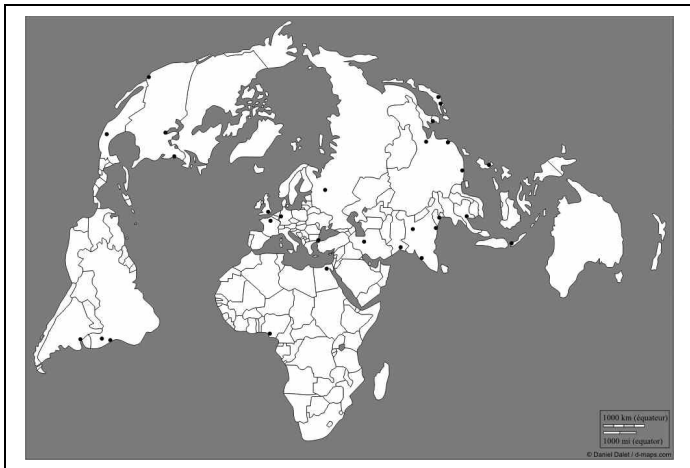 1000 km (équateur)
1000 mi (equator)
© Daniel Dalet / d-maps.com